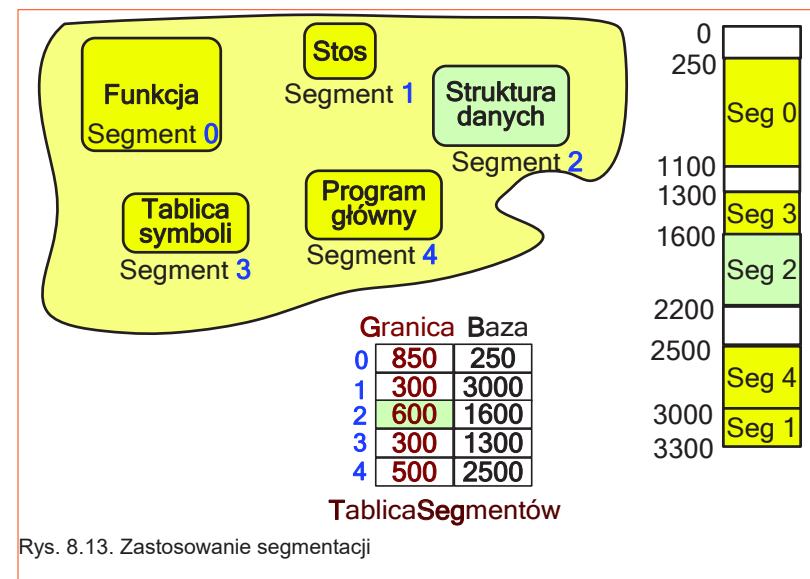 Funkcja
Segment 0
Stos
Segment 1
Struktura
danych
Segment 2
Tablica
symboli
Segment 3
Program
główny
Segment 4
Granica Baza
0 850 250
1 300 3000
2 600 1600
3 300 1300
4 500 2500
TablicaSegmentów
0
250
Seg 0
1100
1300
Seg 3
1600
Seg 2
2200
2500
Seg 4
3000
Seg 1
3300
Rys. 8.13. Zastosowanie segmentacji